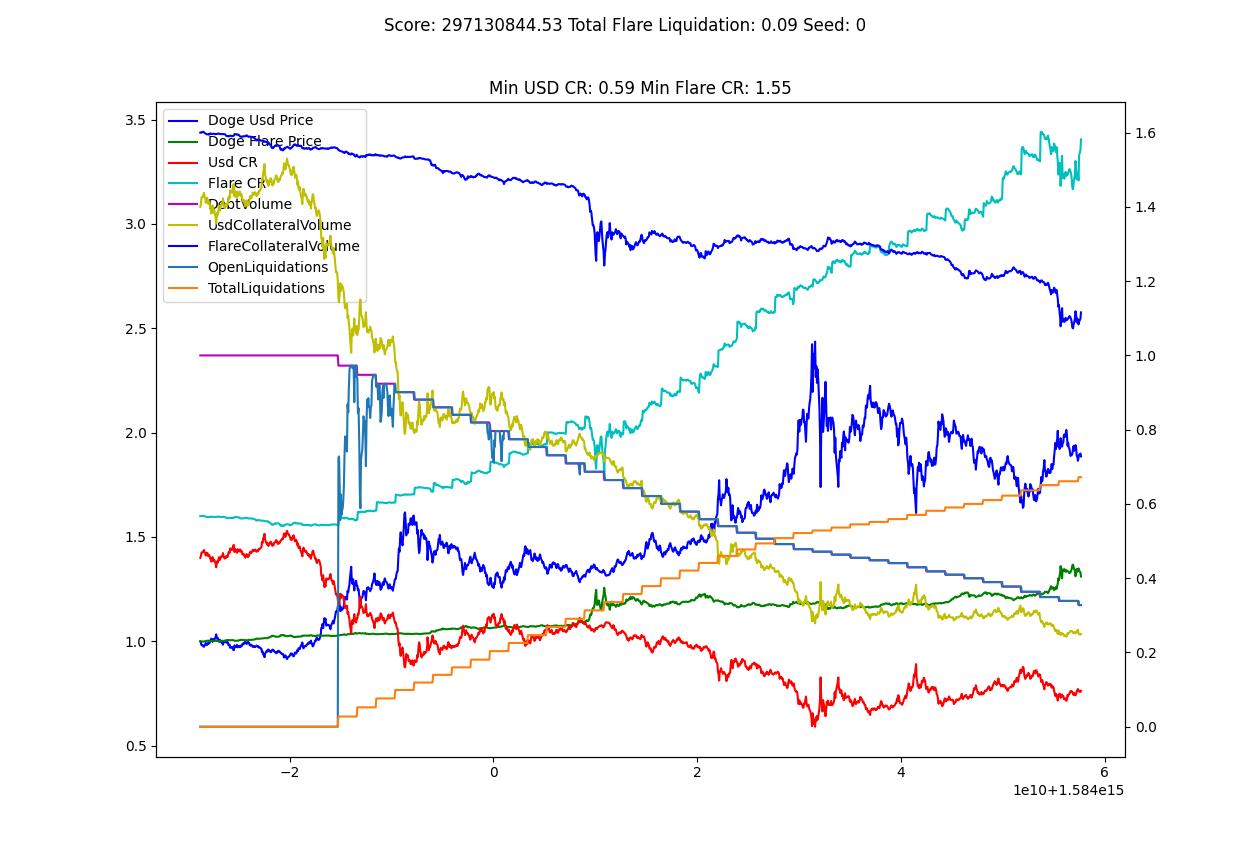 Score: 297130844.53 Total Flare Liquidation: 0.09 Seed: 0
Min USD CR: 0.59 Min Flare CR: 1.55
Doge Usd Price
Doge Flare Price
Usd CR
Flare CR
DebtVolume
UsdCollateralVolume
FlareCollateralVolume
OpenLiquidations
TotalLiquidations
3.5
3.0
2.5
2.0
1.5
1.0
0.5
1.6
1.4
1.2
1.0
0.8
0.6
0.4
0.2
0.0
−2 0 2 4 6
1e10+1.584e15